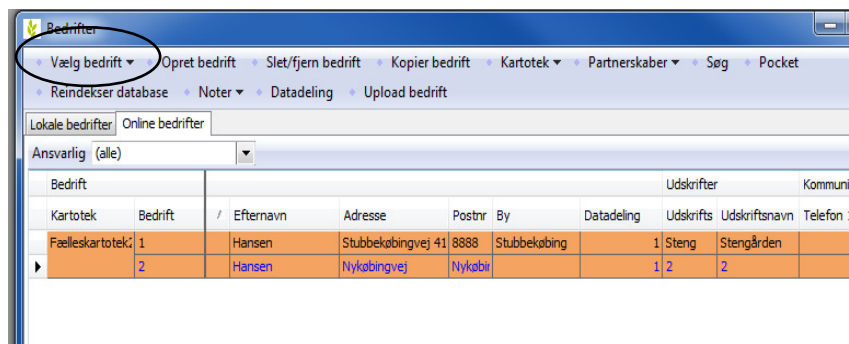 Bedrifter
Vælg bedrift Opret bedrift Slet/fjern bedrift Kopier bedrift Kartotek Partnerskaber Søg Pocket
Reindekser database Noter Datadeling Upload bedrift
Lokale bedrifter Online bedrifter
Ansvarlig (alle)
Bedrift Udskrifter Kommuni
Kartotek Bedrift / Efternavn Adresse Postnr By Datadeling Udskrifts Udskriftsnavn Telefon
Fælleskartotek 1 Hansen Stubbekøbingvej 41 8888 Stubbekøbing 1 Steng Stengården
2 Hansen Nykøbingvej Nykøbin 1 2 2